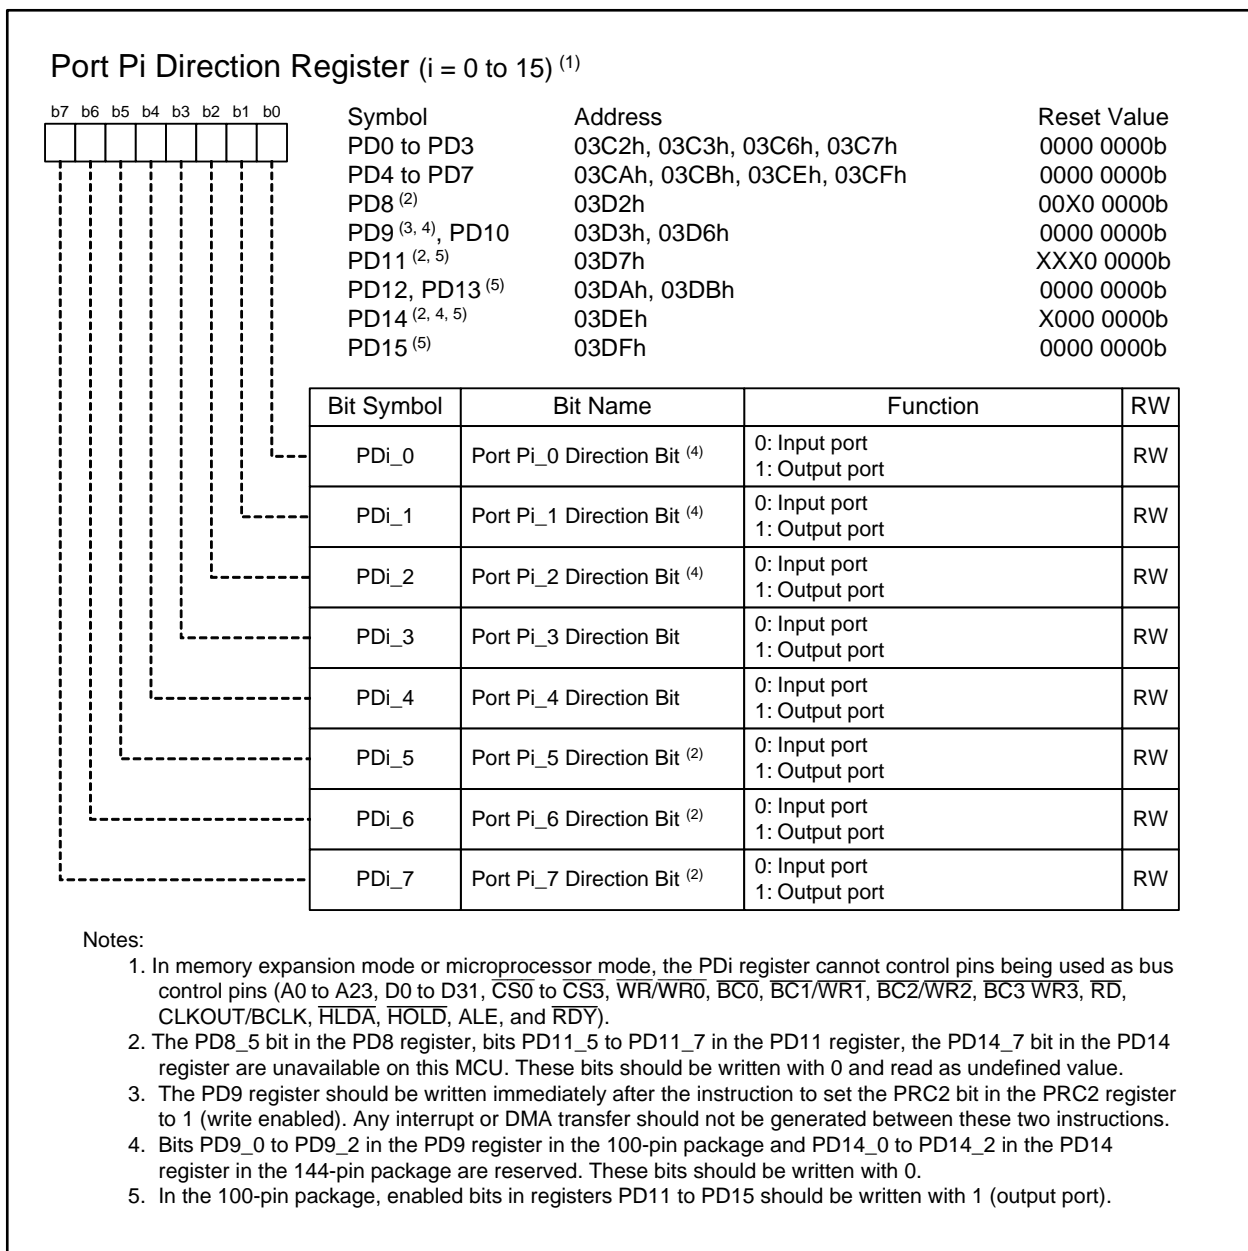 Port Pi Direction Register (i = 0 to 15) (1)
b7 b6 b5 b4 b3 b2 b1 b0
Symbol Address Reset Value
PD0 to PD3 03C2h, 03C3h, 03C6h, 03C7h 0000 0000b
PD4 to PD7 03CAh, 03CBh, 03CEh, 03CFh 0000 0000b
PD8 (2) 03D2h 00X0 0000b
PD9 (3, 4), PD10 03D3h, 03D6h 0000 0000b
PD11 (2, 5) 03D7h XXX0 0000b
PD12, PD13 (5) 03DAh, 03DBh 0000 0000b
PD14 (2, 4, 5) 03DEh X000 0000b
PD15 (5) 03DFh 0000 0000b
Bit Symbol Bit Name Function RW
PDi_0 Port Pi_0 Direction Bit (4) 0: Input port
1: Output port RW
PDi_1 Port Pi_1 Direction Bit (4) 0: Input port
1: Output port RW
PDi_2 Port Pi_2 Direction Bit (4) 0: Input port
1: Output port RW
PDi_3 Port Pi_3 Direction Bit 0: Input port
1: Output port RW
PDi_4 Port Pi_4 Direction Bit 0: Input port
1: Output port RW
PDi_5 Port Pi_5 Direction Bit (2) 0: Input port
1: Output port RW
PDi_6 Port Pi_6 Direction Bit (2) 0: Input port
1: Output port RW
PDi_7 Port Pi_7 Direction Bit (2) 0: Input port
1: Output port RW
Notes:
1. In memory expansion mode or microprocessor mode, the PDi register cannot control pins being used as bus
control pins (A0 to A23, D0 to D31, C̅S̅0̅ to C̅S̅3̅, W̅R̅/W̅R̅0̅, B̅C̅0̅, B̅C̅1̅/W̅R̅1̅, B̅C̅2̅/W̅R̅2̅, B̅C̅3̅ W̅R̅3̅, R̅D̅,
CLKOUT/BCLK, H̅L̅D̅A̅, H̅O̅L̅D̅, ALE, and R̅D̅Y̅).
2. The PD8_5 bit in the PD8 register, bits PD11_5 to PD11_7 in the PD11 register, the PD14_7 bit in the PD14
register are unavailable on this MCU. These bits should be written with 0 and read as undefined value.
3. The PD9 register should be written immediately after the instruction to set the PRC2 bit in the PRC2 register
to 1 (write enabled). Any interrupt or DMA transfer should not be generated between these two instructions.
4. Bits PD9_0 to PD9_2 in the PD9 register in the 100-pin package and PD14_0 to PD14_2 in the PD14
register in the 144-pin package are reserved. These bits should be written with 0.
5. In the 100-pin package, enabled bits in registers PD11 to PD15 should be written with 1 (output port).